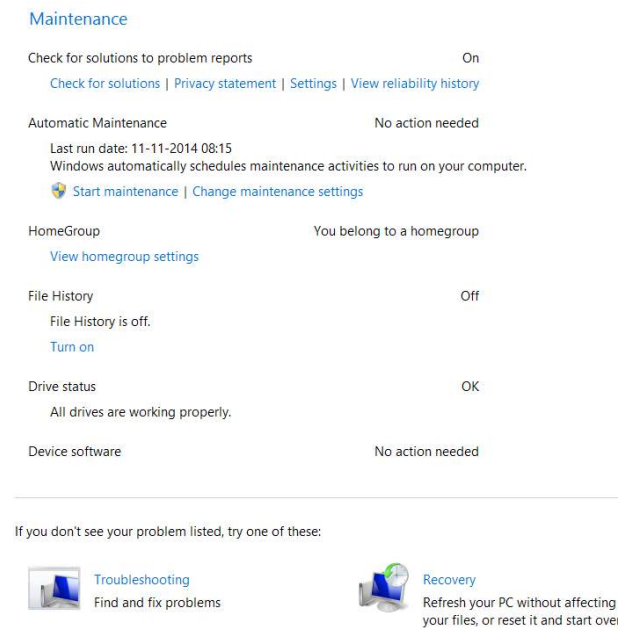 Maintenance
Check for solutions to problem reports On
Check for solutions | Privacy statement | Settings | View reliability history
Automatic Maintenance No action needed
Last run date: 11-11-2014 08:15
Windows automatically schedules maintenance activities to run on your computer.
Start maintenance | Change maintenance settings
HomeGroup You belong to a homegroup
View homegroup settings
File History Off
File History is off.
Turn on
Drive status OK
All drives are working properly.
Device software No action needed
If you don't see your problem listed, try one of these:
Troubleshooting
Find and fix problems
Recovery
Refresh your PC without affecting
your files, or reset it and start over